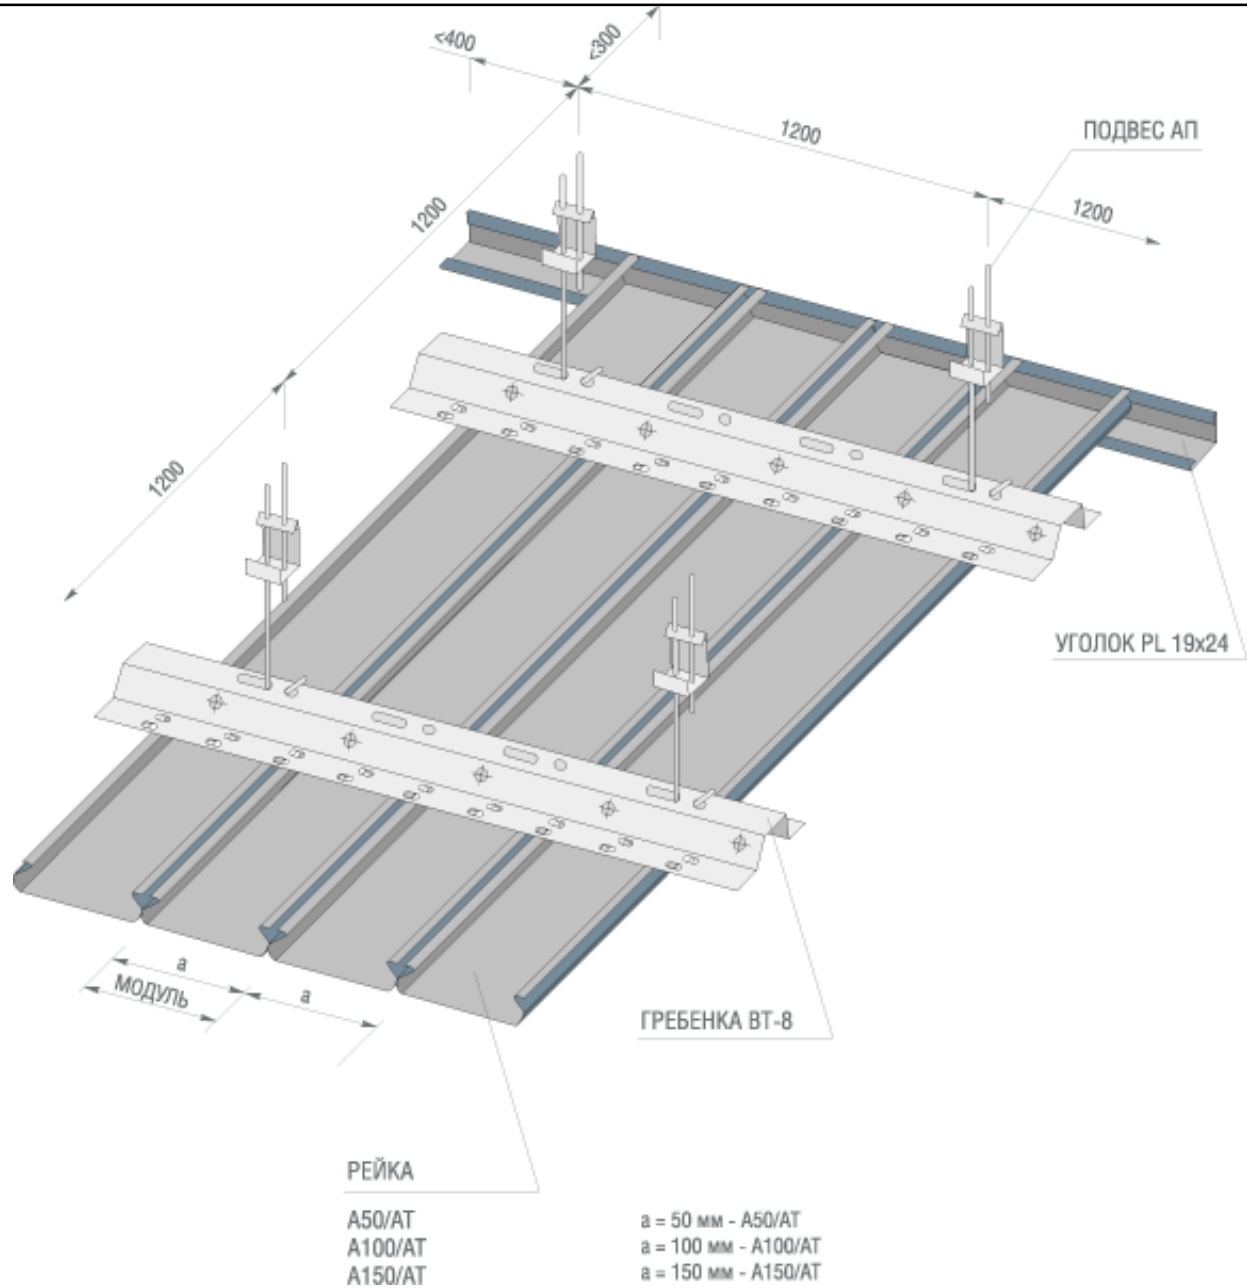 <400
<300
1200
ПОДВЕС АП
1200
1200
1200
УГОЛОК PL 19x24
a
МОДУЛЬ
a
ГРЕБЕНКА ВТ-8
РЕЙКА
A50/AT
A100/AT
A150/AT
a = 50 мм - A50/AT
a = 100 мм - A100/AT
a = 150 мм - A150/AT